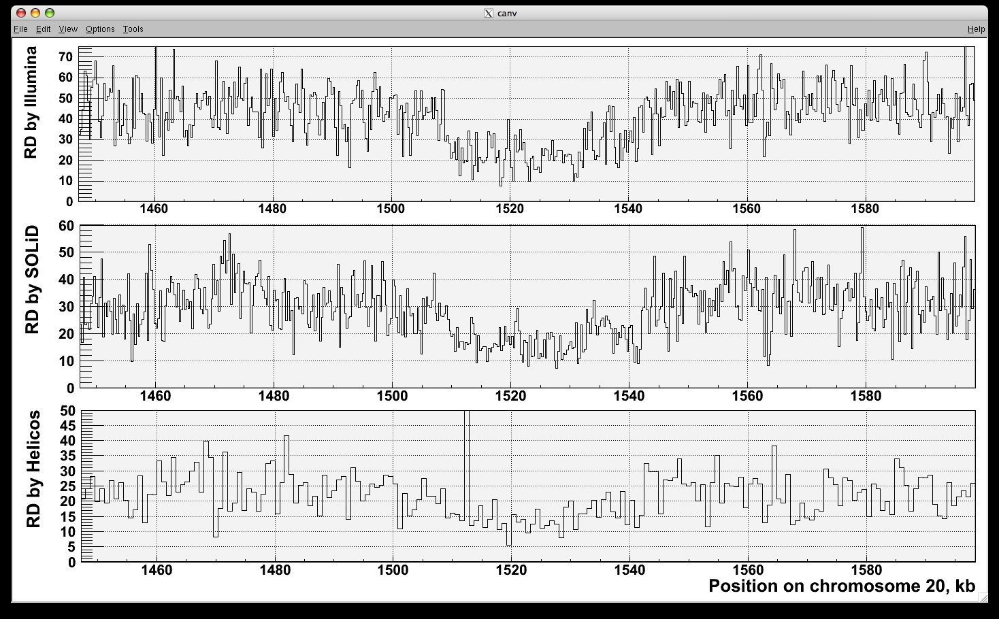 canv
File Edit View Options Tools Help
RD by Illumina
70
60
50
40
30
20
10
0
1460 1480 1500 1520 1540 1560 1580
RD by SOLiD
60
50
40
30
20
10
0
1460 1480 1500 1520 1540 1560 1580
RD by Helicos
50
45
40
35
30
25
20
15
10
5
0
1460 1480 1500 1520 1540 1560 1580
Position on chromosome 20, kb